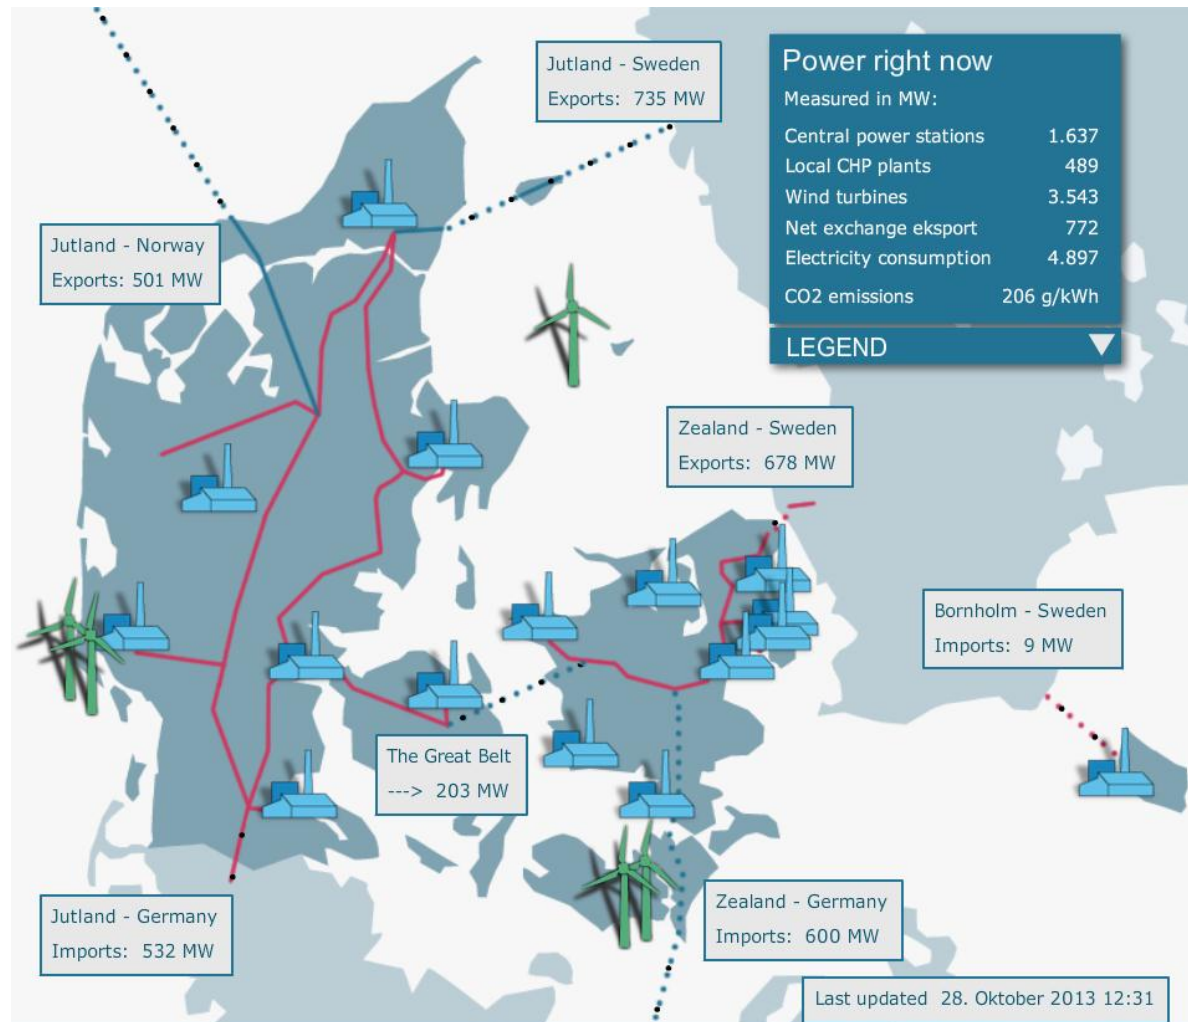 Jutland - Sweden
Exports: 735 MW
Power right now
Measured in MW:
Central power stations 1.637
Local CHP plants 489
Wind turbines 3.543
Net exchange eksport 772
Electricity consumption 4.897
CO2 emissions 206 g/kWh
LEGEND
Jutland - Norway
Exports: 501 MW
Zealand - Sweden
Exports: 678 MW
Bornholm - Sweden
Imports: 9 MW
The Great Belt
---> 203 MW
Jutland - Germany
Imports: 532 MW
Zealand - Germany
Imports: 600 MW
Last updated 28. Oktober 2013 12:31